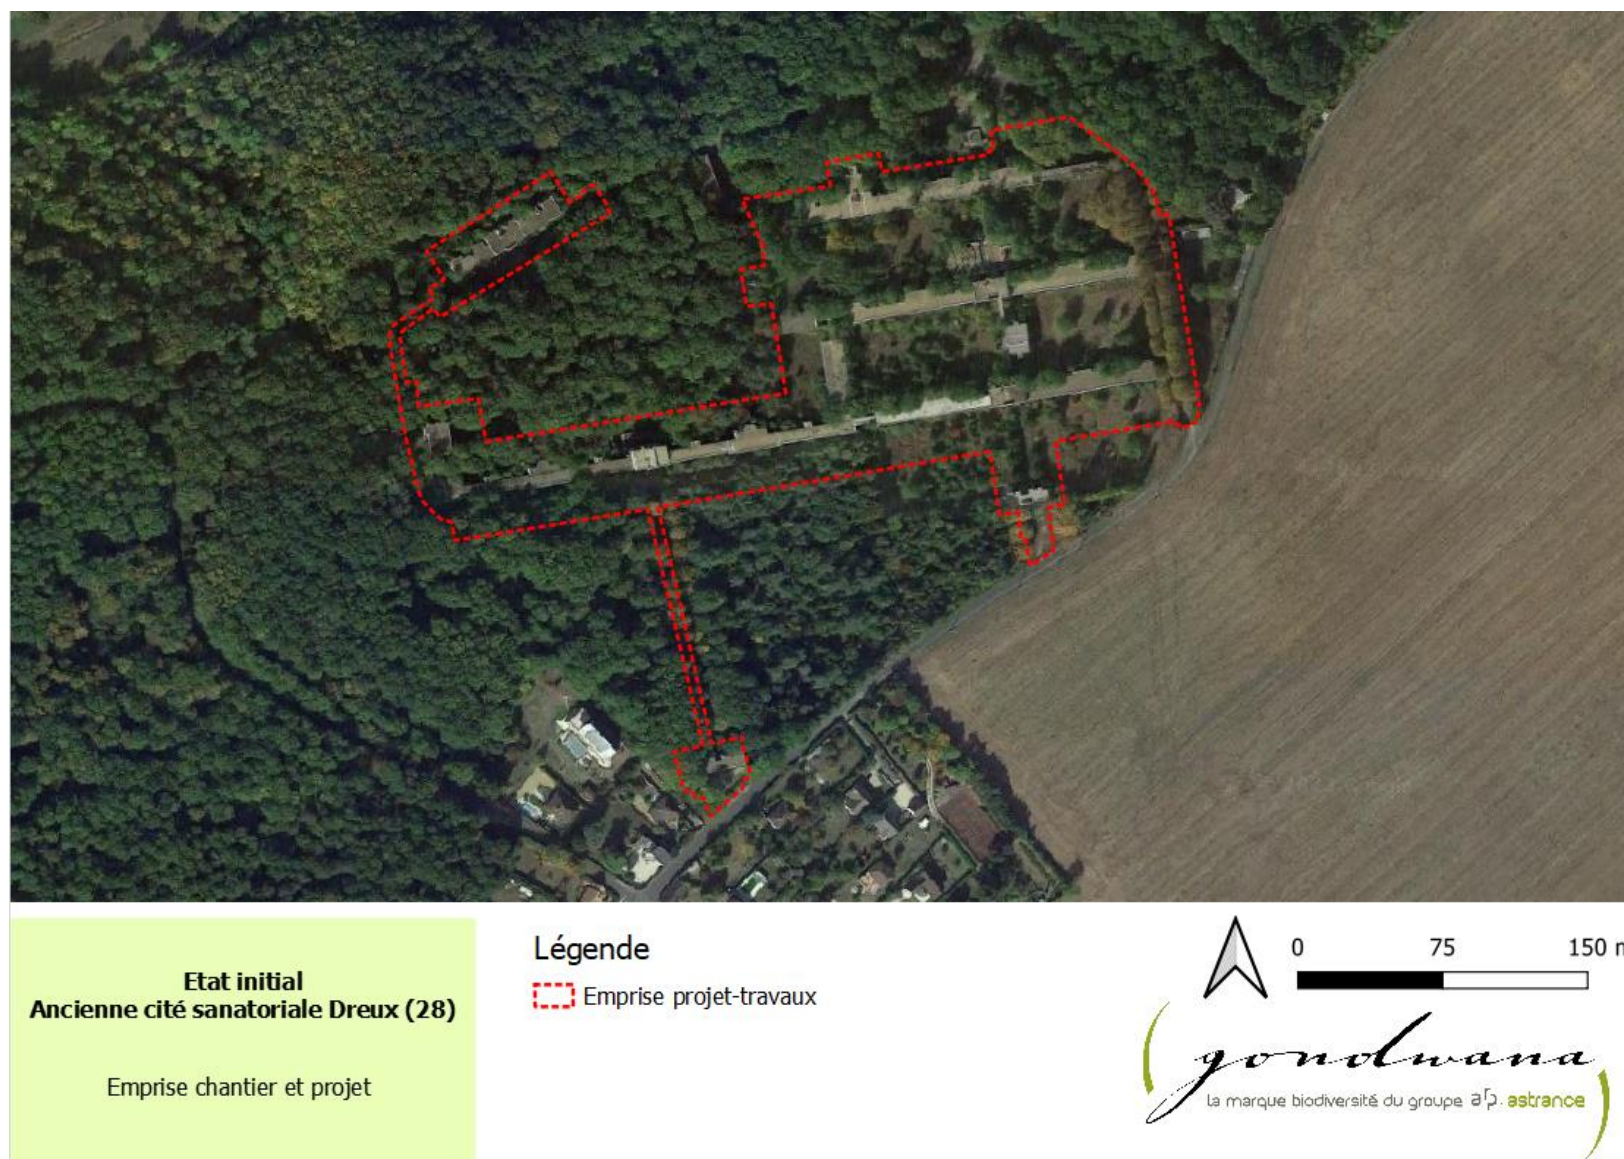 Etat initial
Ancienne cité sanatoriale Dreux (28)
Emprise chantier et projet
Légende
Emprise projet-travaux
0 75 150 m
gondwana
la marque biodiversité du groupe arp. astrance